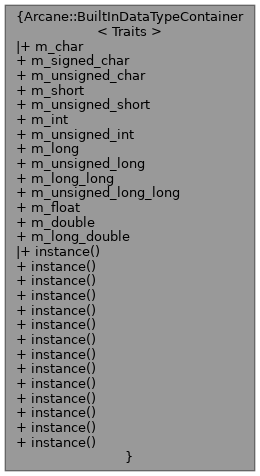 {Arcane::BuiltInDataTypeContainer
< Traits >
|+ m_char
+ m_signed_char
+ m_unsigned_char
+ m_short
+ m_unsigned_short
+ m_int
+ m_unsigned_int
+ m_long
+ m_unsigned_long
+ m_long_long
+ m_unsigned_long_long
+ m_float
+ m_double
+ m_long_double
|+ instance()
+ instance()
+ instance()
+ instance()
+ instance()
+ instance()
+ instance()
+ instance()
+ instance()
+ instance()
+ instance()
+ instance()
+ instance()
+ instance()
}